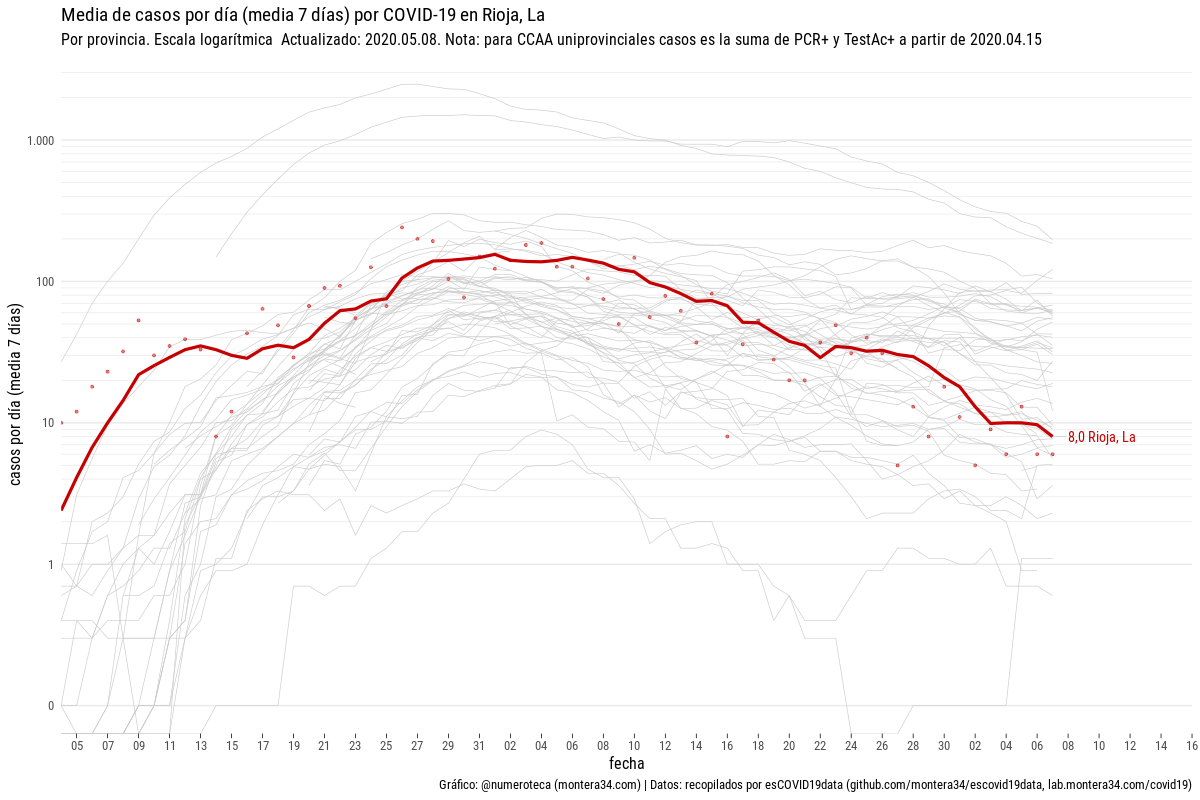 Media de casos por día (media 7 días) por COVID-19 en Rioja, La
Por provincia. Escala logarítmica  Actualizado: 2020.05.08. Nota: para CCAA uniprovinciales casos es la suma de PCR+ y TestAc+ a partir de 2020.04.15
casos por día (media 7 días)
1.000
100
10
1
0
8,0 Rioja, La
05 07 09 11 13 15 17 19 21 23 25 27 29 31 02 04 06 08 10 12 14 16 18 20 22 24 26 28 30 02 04 06 08 10 12 14 16
fecha
Gráfico: @numeroteca (montera34.com) | Datos: recopilados por esCOVID19data (github.com/montera34/escovid19data, lab.montera34.com/covid19)